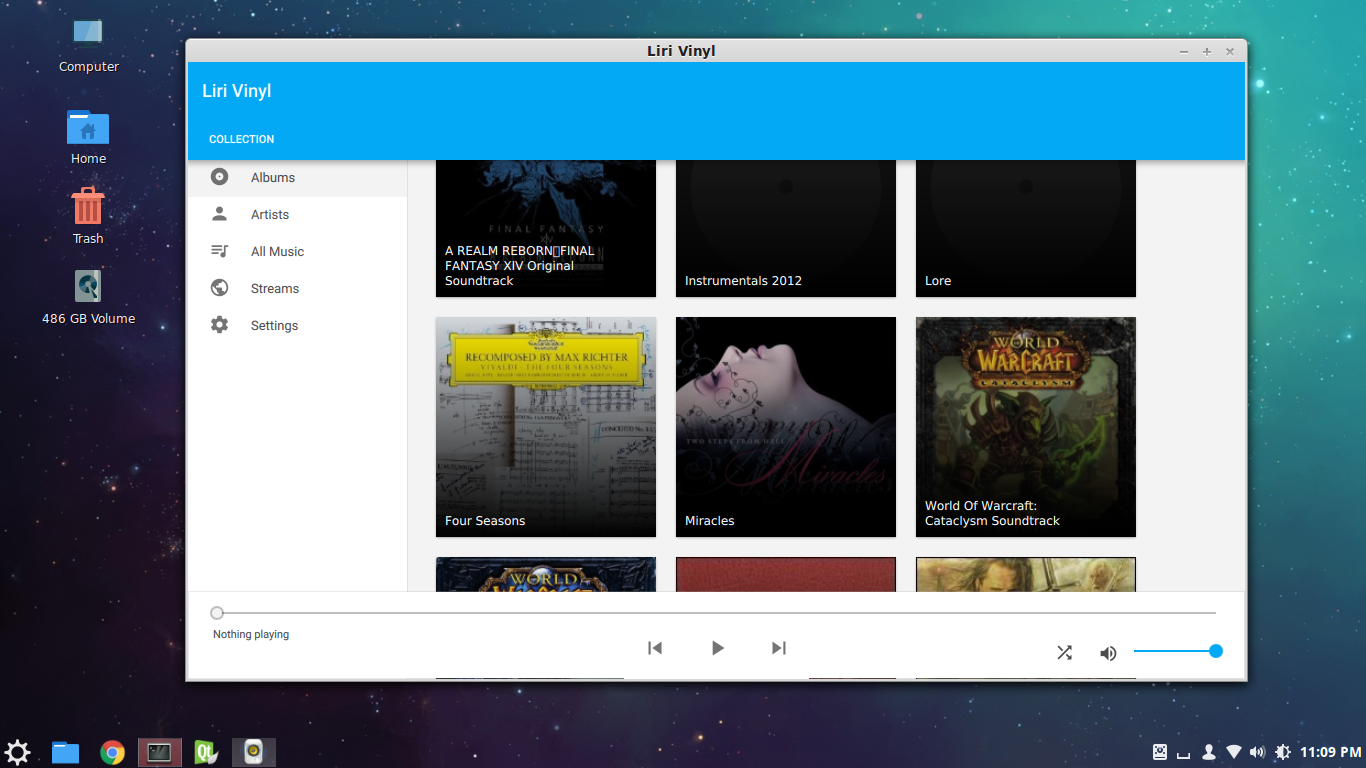 Liri Vinyl
Computer
Home
Trash
486 GB Volume
Liri Vinyl
COLLECTION
Albums
Artists
All Music
Streams
Settings
FINAL FANTASY
XIV
A REALM REBORN▯FINAL
FANTASY XIV Original
Soundtrack
Instrumentals 2012
Lore
RECOMPOSED BY MAX RICHTER
VIVALDI · THE FOUR SEASONS
Four Seasons
TWO STEPS FROM HELL
Miracles
Miracles
WORLD
OF
WARCRAFT
CATACLYSM
World Of Warcraft:
Cataclysm Soundtrack
WORLD
OF
Nothing playing
Qt
11:09 PM